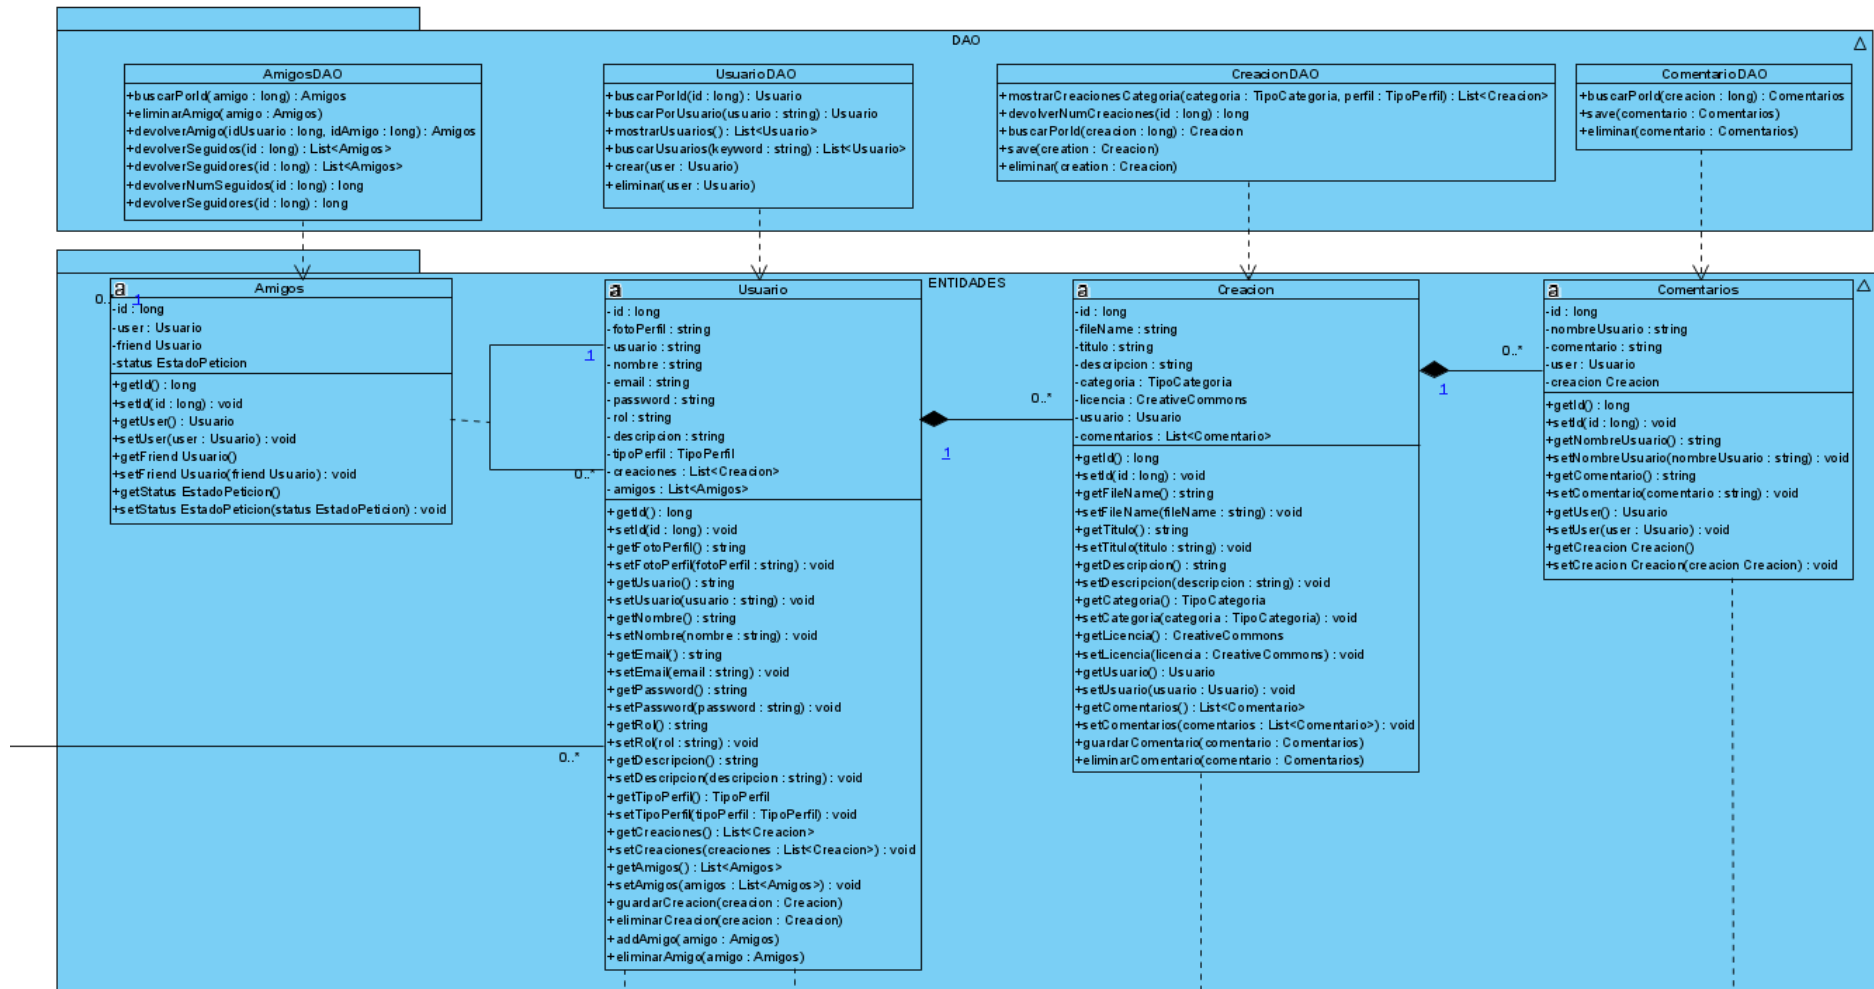 DAO
AmigosDAO
+buscarPorId(amigo : long) : Amigos
+eliminarAmigo(amigo : Amigos)
+devolverAmigo(idUsuario : long, idAmigo : long) : Amigos
+devolverSeguidos(id : long) : List<Amigos>
+devolverSeguidores(id : long) : List<Amigos>
+devolverNumSeguidos(id : long) : long
+devolverSeguidores(id : long) : long
UsuarioDAO
+buscarPorId(id : long) : Usuario
+buscarPorUsuario(usuario : string) : Usuario
+mostrarUsuarios() : List<Usuario>
+buscarUsuarios(keyword : string) : List<Usuario>
+crear(user : Usuario)
+eliminar(user : Usuario)
CreacionDAO
+mostrarCreacionesCategoria(categoria : TipoCategoria, perfil : TipoPerfil) : List<Creacion>
+devolverNumCreaciones(id : long) : long
+buscarPorId(creacion : long) : Creacion
+save(creation : Creacion)
+eliminar(creation : Creacion)
ComentarioDAO
+buscarPorId(creacion : long) : Comentarios
+save(comentario : Comentarios)
+eliminar(comentario : Comentarios)
ENTIDADES
a
Amigos
0..
1
-id : long
-user : Usuario
-friend Usuario
-status EstadoPeticion
+getId() : long
+setId(id : long) : void
+getUser() : Usuario
+setUser(user : Usuario) : void
+getFriend Usuario()
+setFriend Usuario(friend Usuario) : void
+getStatus EstadoPeticion()
+setStatus EstadoPeticion(status EstadoPeticion) : void
1
0..*
0..*
a
Usuario
-id : long
-fotoPerfil : string
-usuario : string
-nombre : string
-email : string
-password : string
-rol : string
-descripcion : string
-tipoPerfil : TipoPerfil
-creaciones : List<Creacion>
-amigos : List<Amigos>
+getId() : long
+setId(id : long) : void
+getFotoPerfil() : string
+setFotoPerfil(fotoPerfil : string) : void
+getUsuario() : string
+setUsuario(usuario : string) : void
+getNombre() : string
+setNombre(nombre : string) : void
+getEmail() : string
+setEmail(email : string) : void
+getPassword() : string
+setPassword(password : string) : void
+getRol() : string
+setRol(rol : string) : void
+getDescripcion() : string
+setDescripcion(descripcion : string) : void
+getTipoPerfil() : TipoPerfil
+setTipoPerfil(tipoPerfil : TipoPerfil) : void
+getCreaciones() : List<Creacion>
+setCreaciones(creaciones : List<Creacion>) : void
+getAmigos() : List<Amigos>
+setAmigos(amigos : List<Amigos>) : void
+guardarCreacion(creacion : Creacion)
+eliminarCreacion(creacion : Creacion)
+addAmigo(amigo : Amigos)
+eliminarAmigo(amigo : Amigos)
0..*
1
a
Creacion
-id : long
-fileName : string
-titulo : string
-descripcion : string
-categoria : TipoCategoria
-licencia : CreativeCommons
-usuario : Usuario
-comentarios : List<Comentario>
+getId() : long
+setId(id : long) : void
+getFileName() : string
+setFileName(fileName : string) : void
+getTitulo() : string
+setTitulo(titulo : string) : void
+getDescripcion() : string
+setDescripcion(descripcion : string) : void
+getCategoria() : TipoCategoria
+setCategoria(categoria : TipoCategoria) : void
+getLicencia() : CreativeCommons
+setLicencia(licencia : CreativeCommons) : void
+getUsuario() : Usuario
+setUsuario(usuario : Usuario) : void
+getComentarios() : List<Comentario>
+setComentarios(comentarios : List<Comentario>) : void
+guardarComentario(comentario : Comentarios)
+eliminarComentario(comentario : Comentarios)
0..*
1
a
Comentarios
-id : long
-nombreUsuario : string
-comentario : string
-user : Usuario
-creacion Creacion
+getId() : long
+setId(id : long) : void
+getNombreUsuario() : string
+setNombreUsuario(nombreUsuario : string) : void
+getComentario() : string
+setComentario(comentario : string) : void
+getUser() : Usuario
+setUser(user : Usuario) : void
+getCreacion Creacion()
+setCreacion Creacion(creacion Creacion) : void